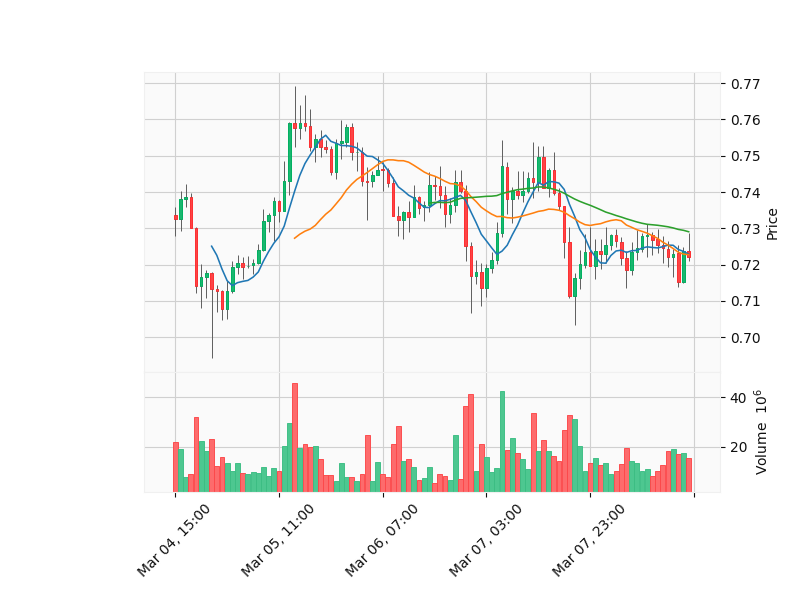 0.77
0.76
0.75
0.74
0.73
0.72
0.71
0.70
Price
40
20
Volume 10⁶
Mar 04, 15:00
Mar 05, 11:00
Mar 06, 07:00
Mar 07, 03:00
Mar 07, 23:00